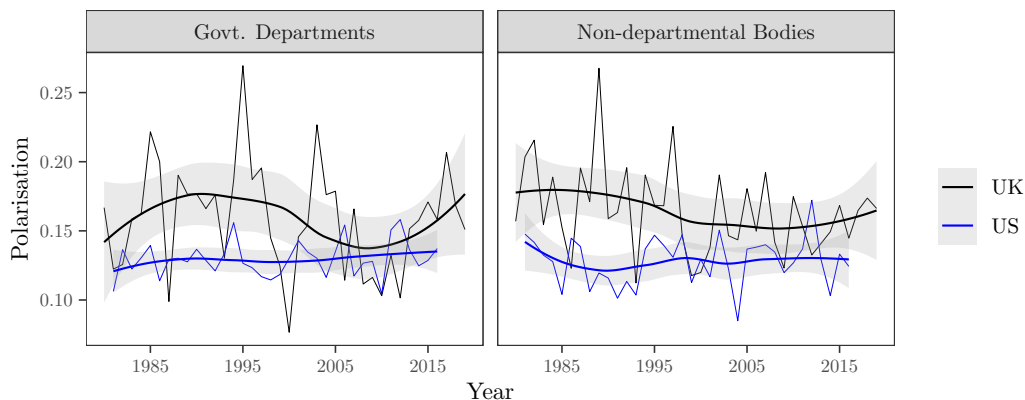 Govt. Departments
Non-departmental Bodies
Polarisation
0.25
0.20
0.15
0.10
UK
US
1985
1995
2005
2015
1985
1995
2005
2015
Year